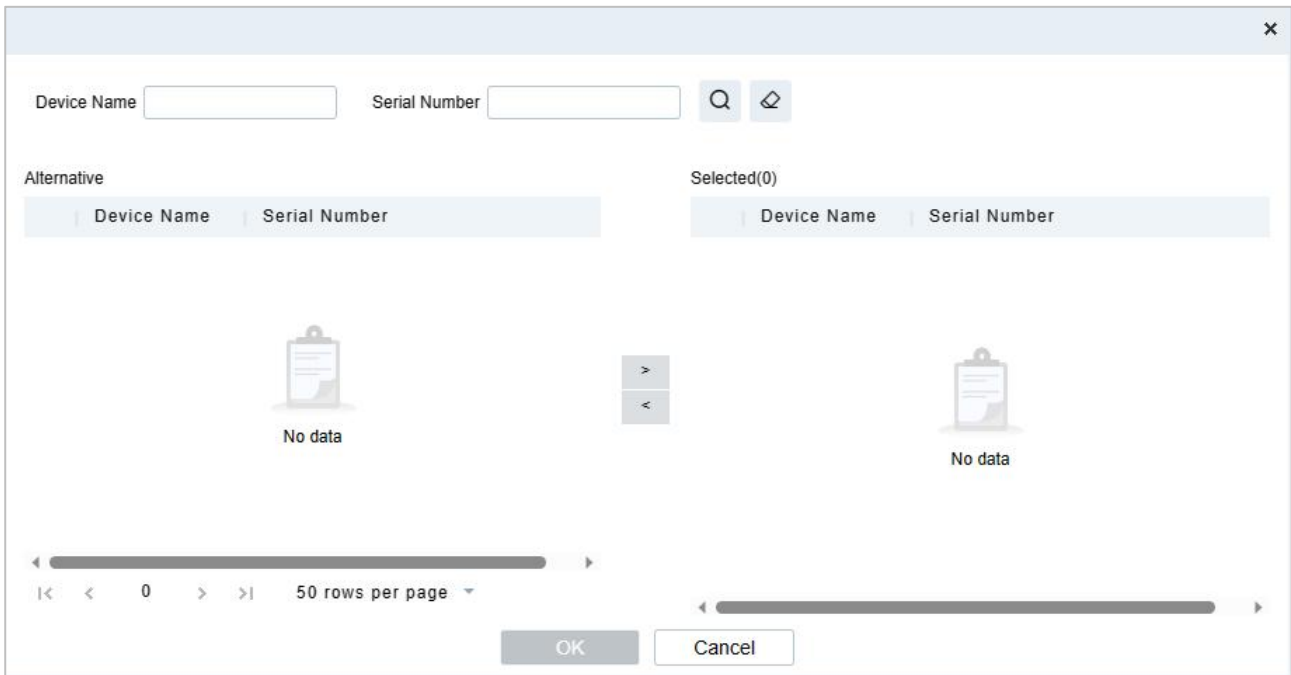 ×
Device Name Serial Number
Alternative Selected(0)
Device Name Serial Number Device Name Serial Number
>
<
No data
No data
|< < 0 > >| 50 rows per page
OK Cancel